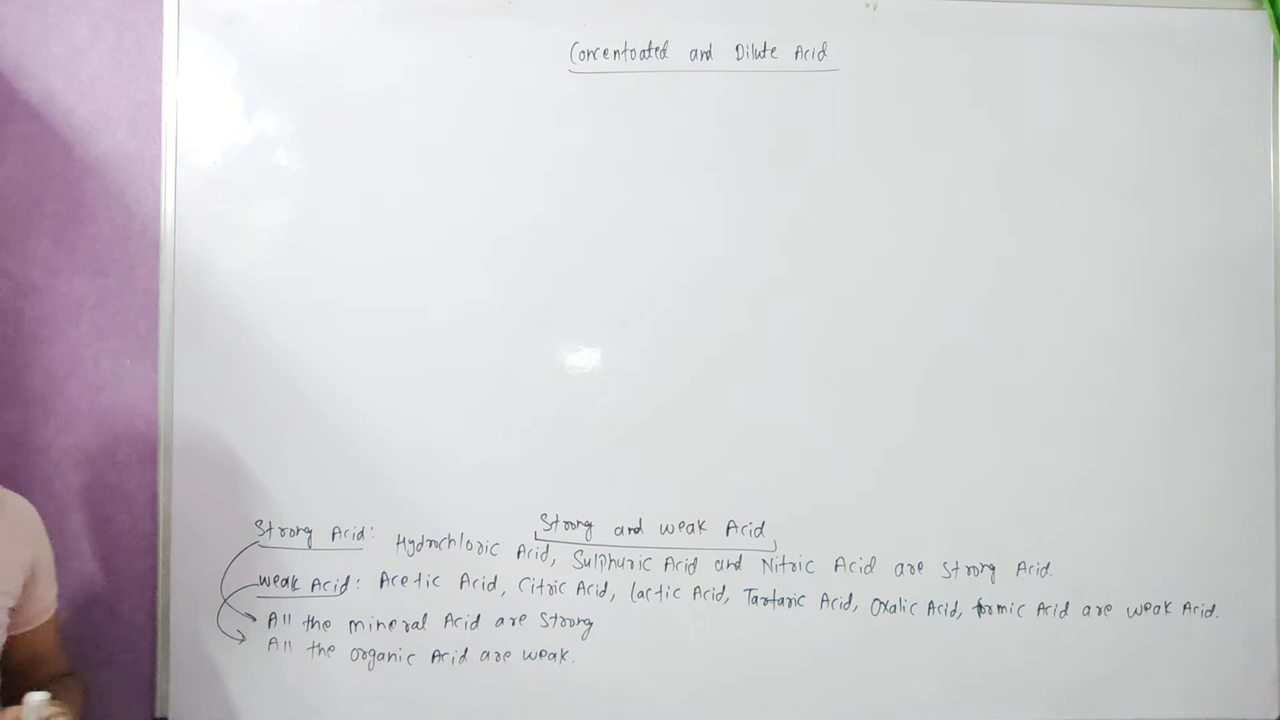 Concentrated and Dilute Acid
Strong and weak Acid
Strong Acid: Hydrochloric Acid, Sulphuric Acid and Nitric Acid are Strong Acid.
weak Acid: Acetic Acid, Citric Acid, Lactic Acid, Tartaric Acid, Oxalic Acid, formic Acid are weak Acid.
All the mineral Acid are Strong
All the organic Acid are weak.